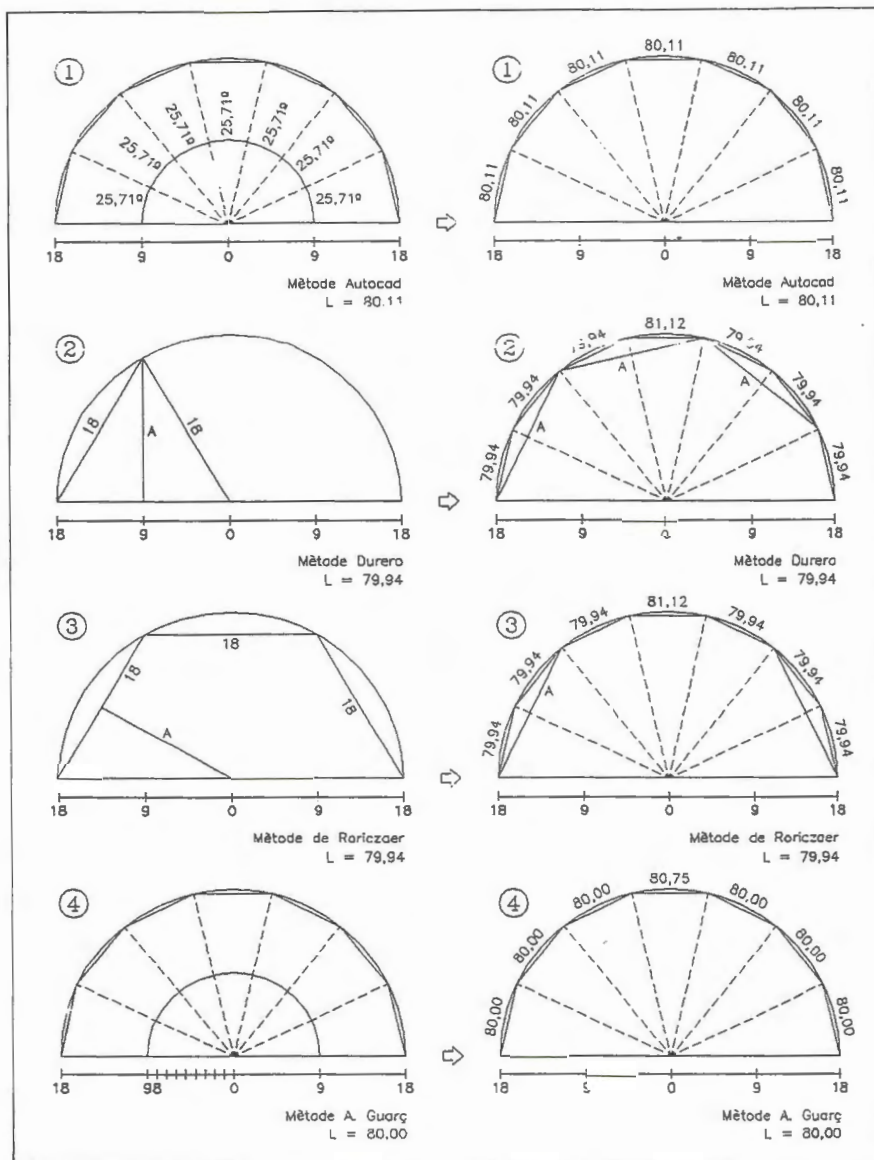 1
25,71º
25,71º
25,71º
25,71º
25,71º
25,71º
25,71º
18 9 0 9 18
Mètode Autocad
L = 80.11
1
80,11
80,11
80,11
80,11
80,11
80,11
80,11
18 9 0 9 18
Mètode Autocad
L = 80,11
2
18
A
18
18 9 0 9 18
Mètode Durero
L = 79,94
2
79,94
79,94
79,94
81,12
79,94
79,94
79,94
A
A
A
18 9 0 9 18
Mètode Durero
L = 79,94
3
18
18
18
A
18 9 0 9 18
Mètode de Roriczaer
L = 79,94
3
79,94
79,94
79,94
81,12
79,94
79,94
79,94
A
18 9 0 9 18
Mètode de Roriczaer
L = 79,94
4
18 98 0 9 18
Mètode A. Guarç
L = 80,00
4
80,00
80,00
80,00
80,75
80,00
80,00
80,00
18 0 9 18
Mètode A. Guarç
L = 80,00